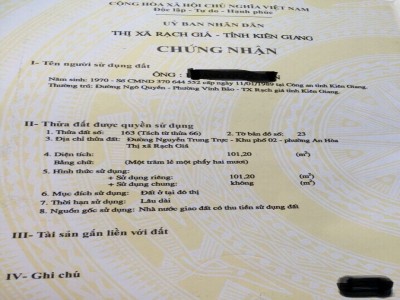 CỘNG HÒA XÃ HỘI CHỦ NGHĨA VIỆT NAM
Độc lập - Tự do - Hạnh phúc
ỦY BAN NHÂN DÂN
THỊ XÃ RẠCH GIÁ - TỈNH KIÊN GIANG
CHỨNG NHẬN
I- Tên người sử dụng đất
ÔNG :
Năm sinh: 1970 - Số CMND 370 644 552 cấp ngày 11/01/1989 tại Công an tỉnh Kiên Giang.
Thường trú: Đường Ngô Quyền - Phường Vĩnh Bảo - TX Rạch giá tỉnh Kiên Giang.
II- Thửa đất được quyền sử dụng
1. Thửa đất số: 165 (Tách từ thửa 66) 2. Tờ bản đồ số: 23
3. Địa chỉ thửa đất: Đường Nguyễn Trung Trực - Khu phố 02 - phường An Hòa
Thị xã Rạch Giá
4. Diện tích: 101,20 (m²)
Bằng chữ: (Một trăm lẻ một phẩy hai mươi)
5. Hình thức sử dụng:
+ Sử dụng riêng: 101,20 (m²)
+ Sử dụng chung: không (m²)
6. Mục đích sử dụng: Đất ở tại đô thị
7. Thời hạn sử dụng: Lâu dài
8. Nguồn gốc sử dụng: Nhà nước giao đất có thu tiền sử dụng đất
III- Tài sản gắn liền với đất
IV- Ghi chú